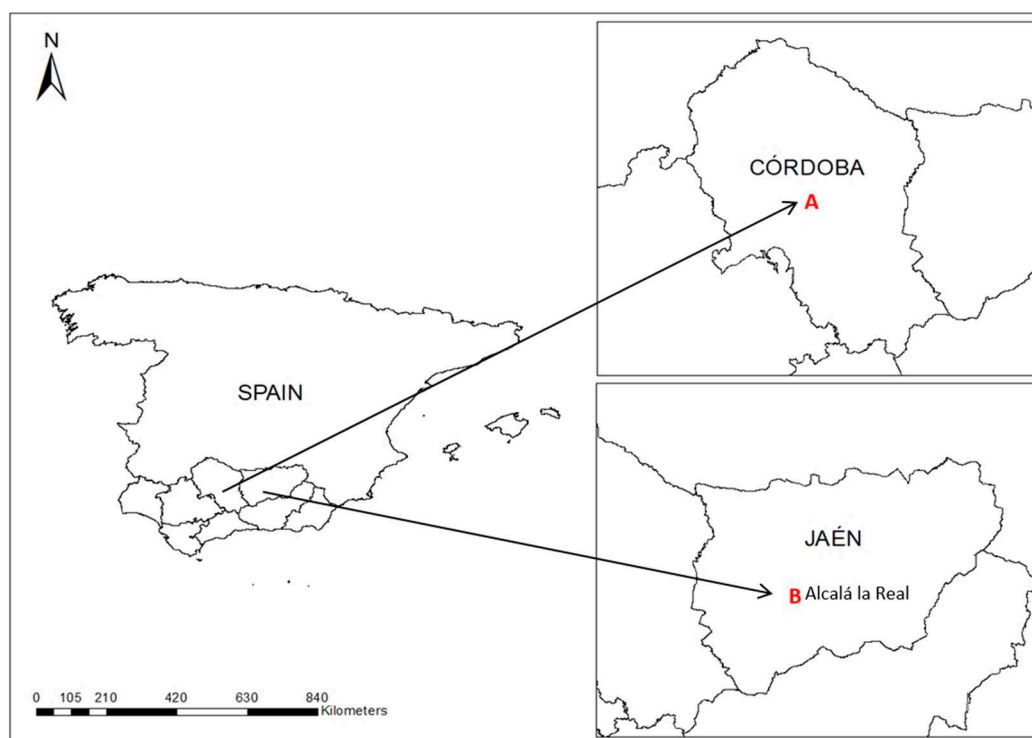 N
CÓRDOBA
A
SPAIN
JAÉN
B Alcalá la Real
0 105 210 420 630 840
Kilometers